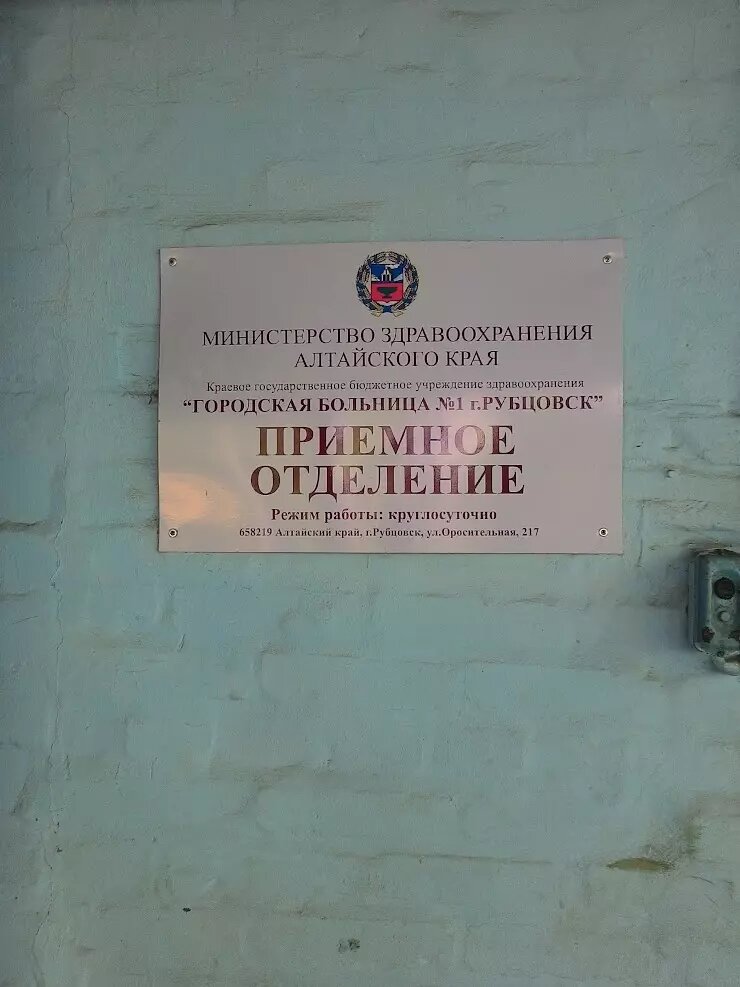 МИНИСТЕРСТВО ЗДРАВООХРАНЕНИЯ
АЛТАЙСКОГО КРАЯ
Краевое государственное бюджетное учреждение здравоохранения
“ГОРОДСКАЯ БОЛЬНИЦА №1 г.РУБЦОВСК”
ПРИЕМНОЕ
ОТДЕЛЕНИЕ
Режим работы: круглосуточно
658219 Алтайский край, г.Рубцовск, ул.Оросительная, 217